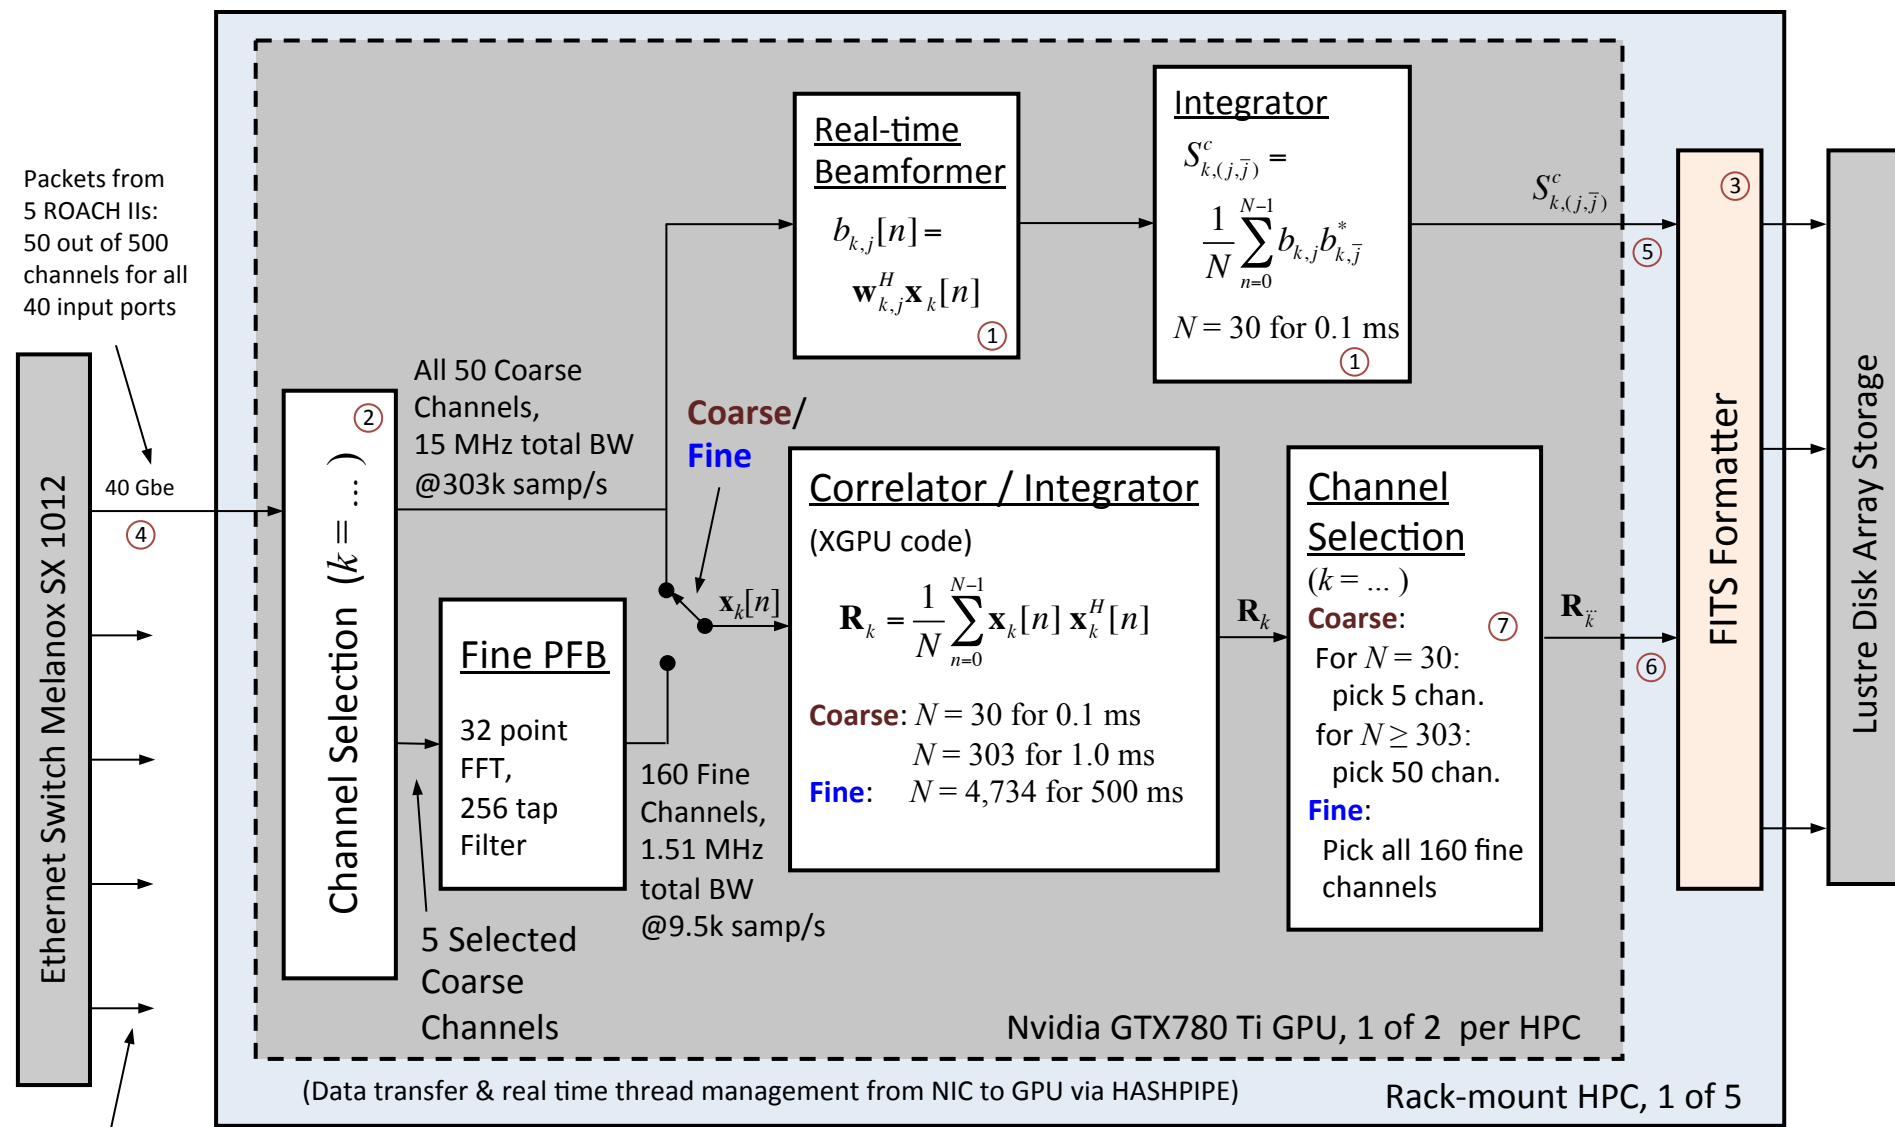 Packets from
5 ROACH IIs:
50 out of 500
channels for all
40 input ports
40 Gbe
④
Ethernet Switch Melanox SX 1012
②
Channel Selection (k = ... )
All 50 Coarse
Channels,
15 MHz total BW
@303k samp/s
Real-time
Beamformer
b_{k,j}[n] =
w^H_{k,j} x_k[n]
①
Integrator
S^c_{k,(j,j̅)} =
1/N ∑_{n=0}^{N−1} b_{k,j} b^*_{k,j̅}
N = 30 for 0.1 ms
①
S^c_{k,(j,j̅)}
⑤
③
FITS Formatter
Lustre Disk Array Storage
Coarse/
Fine
Fine PFB
32 point
FFT,
256 tap
Filter
5 Selected
Coarse
Channels
160 Fine
Channels,
1.51 MHz
total BW
@9.5k samp/s
x_k[n]
Correlator / Integrator
(XGPU code)
R_k = 1/N ∑_{n=0}^{N−1} x_k[n] x_k^H[n]
Coarse: N = 30 for 0.1 ms
N = 303 for 1.0 ms
Fine: N = 4,734 for 500 ms
R_k
Channel
Selection
(k = ... )
Coarse:
⑦
For N = 30:
pick 5 chan.
for N ≥ 303:
pick 50 chan.
Fine:
Pick all 160 fine
channels
R_k⃛
⑥
Nvidia GTX780 Ti GPU, 1 of 2 per HPC
(Data transfer & real time thread management from NIC to GPU via HASHPIPE)
Rack-mount HPC, 1 of 5